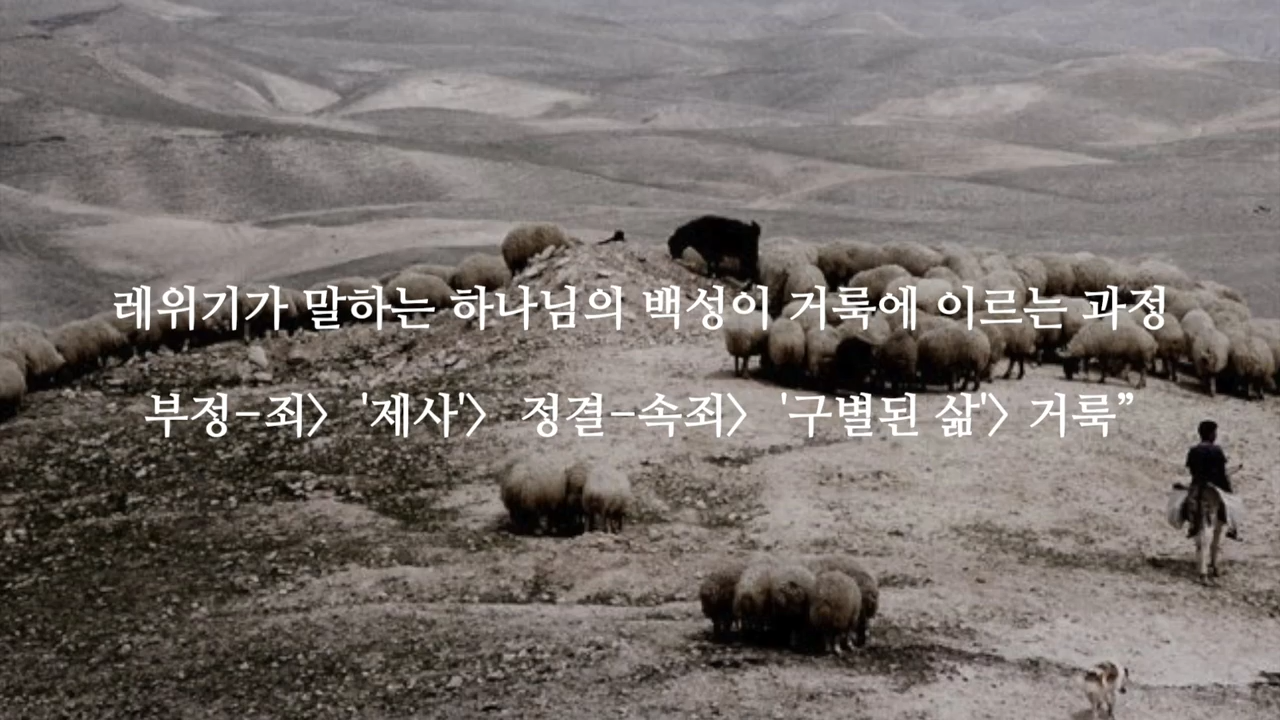 레위기가 말하는 하나님의 백성이 거룩에 이르는 과정
부정-죄> '제사'> 정결-속죄> '구별된 삶'> 거룩”